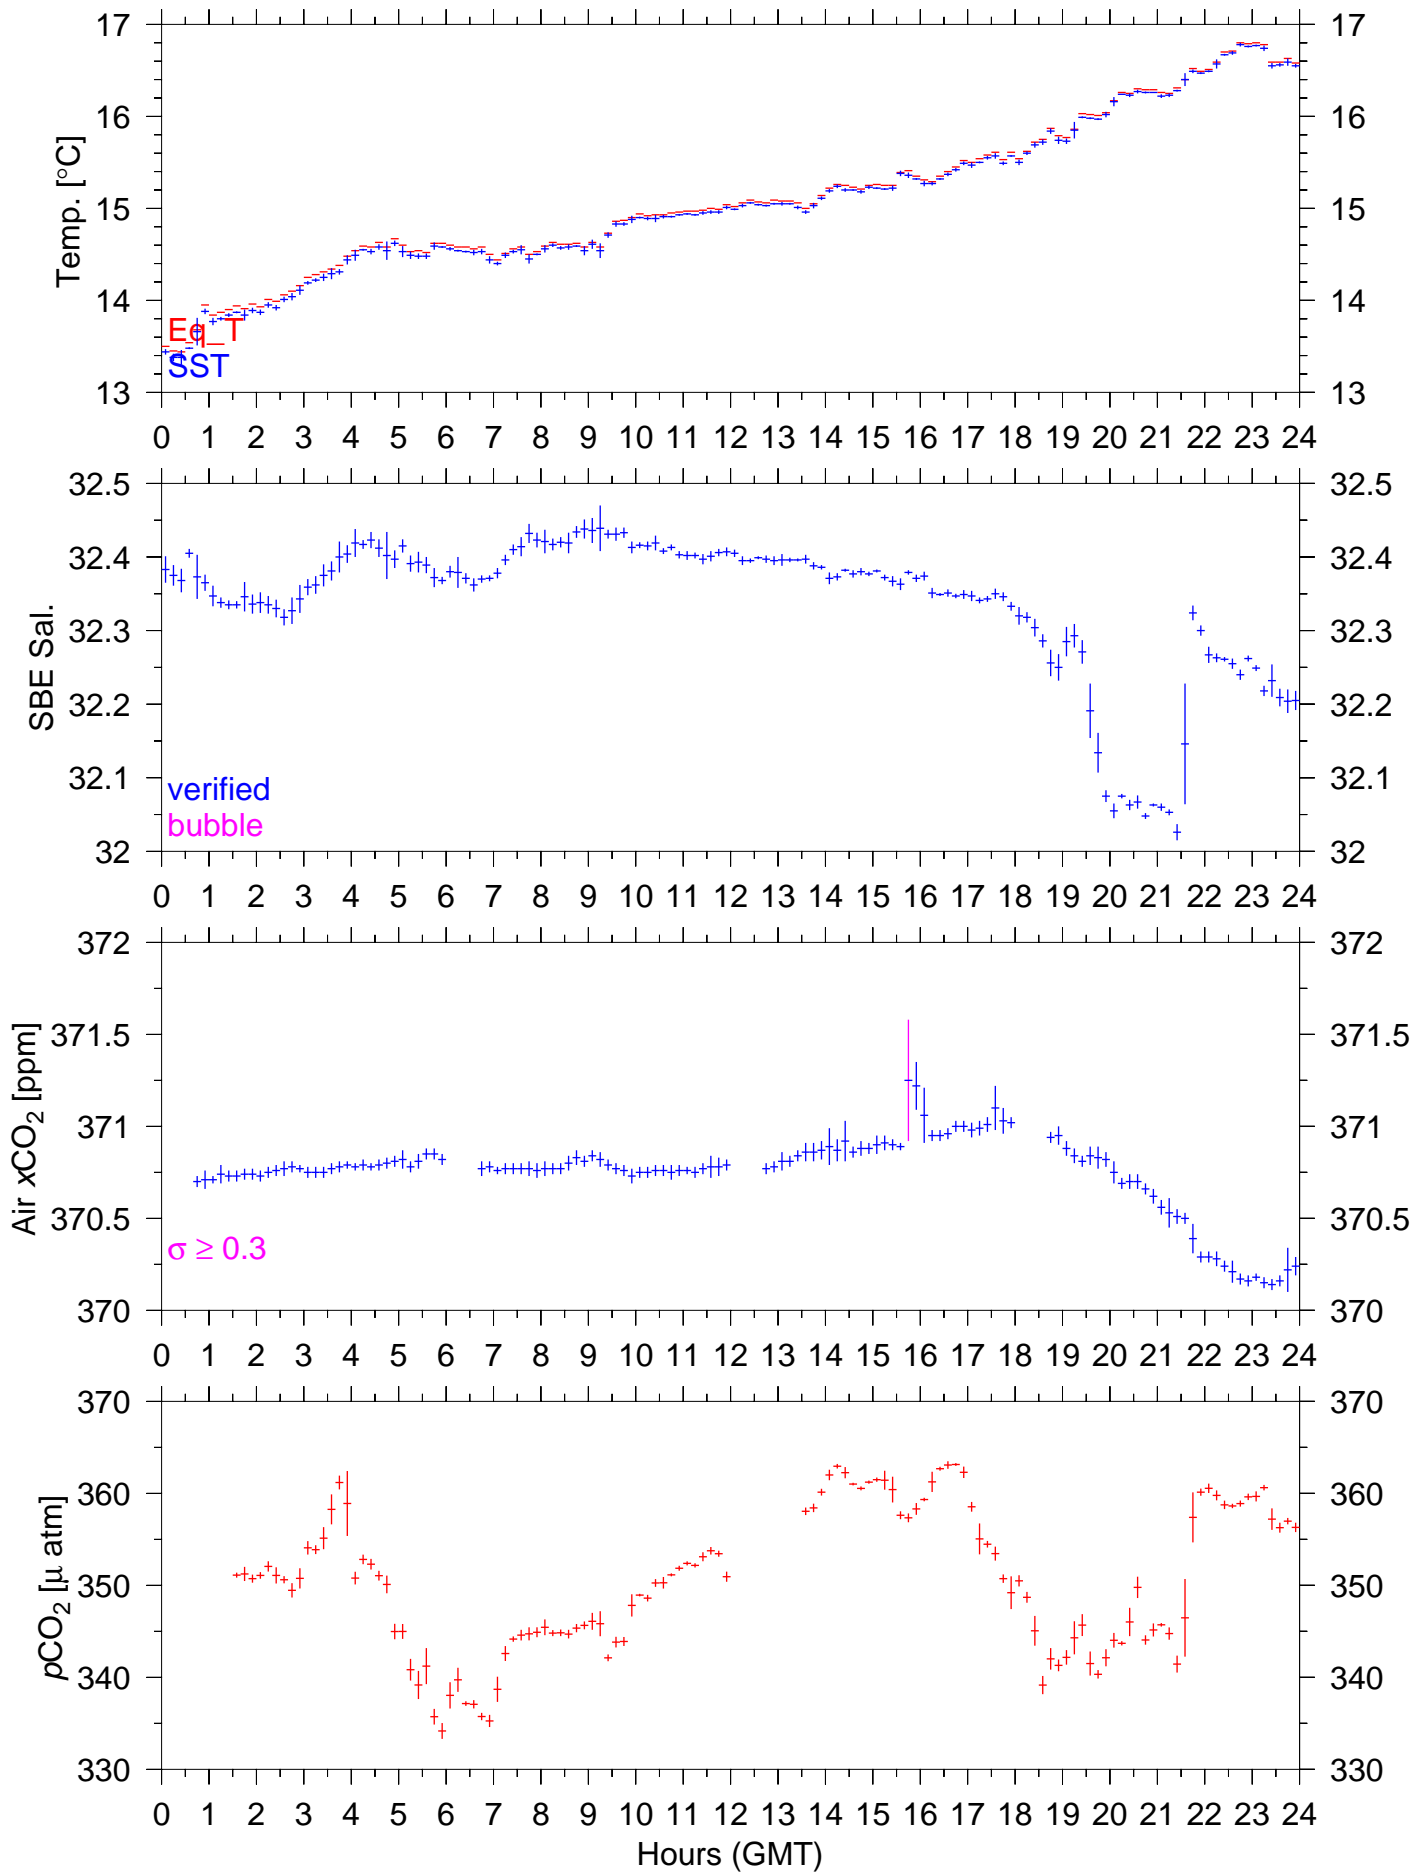 17 17
16 16
15 15
14 14
13 13
Temp. [°C]
Eq_T
SST
0 1 2 3 4 5 6 7 8 9 10 11 12 13 14 15 16 17 18 19 20 21 22 23 24
32.5 32.5
32.4 32.4
32.3 32.3
32.2 32.2
32.1 32.1
32 32
SBE Sal.
verified
bubble
0 1 2 3 4 5 6 7 8 9 10 11 12 13 14 15 16 17 18 19 20 21 22 23 24
372 372
371.5 371.5
371 371
370.5 370.5
370 370
Air xCO₂ [ppm]
σ ≥ 0.3
0 1 2 3 4 5 6 7 8 9 10 11 12 13 14 15 16 17 18 19 20 21 22 23 24
370 370
360 360
350 350
340 340
330 330
pCO₂ [μ atm]
0 1 2 3 4 5 6 7 8 9 10 11 12 13 14 15 16 17 18 19 20 21 22 23 24
Hours (GMT)